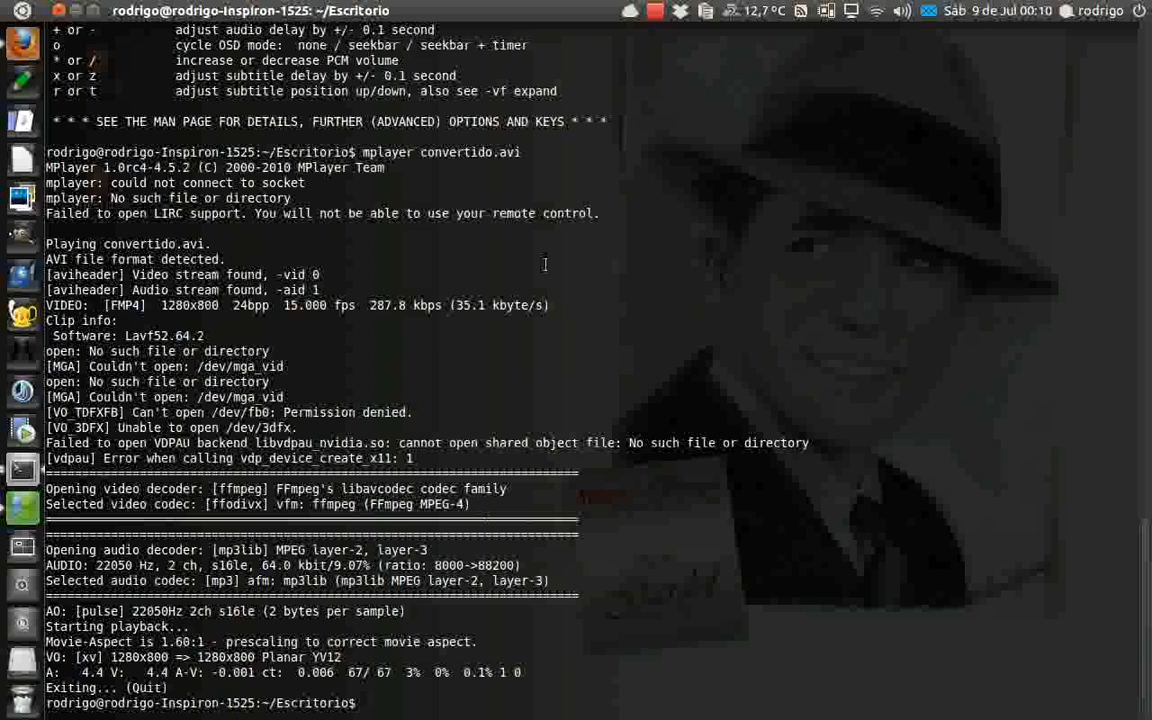 rodrigo@rodrigo-Inspiron-1525: ~/Escritorio
12,7 °C
Sáb 9 de Jul 00:10
rodrigo
+ or - adjust audio delay by +/- 0.1 second
o cycle OSD mode: none / seekbar / seekbar + timer
* or / increase or decrease PCM volume
x or z adjust subtitle delay by +/- 0.1 second
r or t adjust subtitle position up/down, also see -vf expand
* * * SEE THE MAN PAGE FOR DETAILS, FURTHER (ADVANCED) OPTIONS AND KEYS * * *
rodrigo@rodrigo-Inspiron-1525:~/Escritorio$ mplayer convertido.avi
MPlayer 1.0rc4-4.5.2 (C) 2000-2010 MPlayer Team
mplayer: could not connect to socket
mplayer: No such file or directory
Failed to open LIRC support. You will not be able to use your remote control.
Playing convertido.avi.
AVI file format detected.
[aviheader] Video stream found, -vid 0
[aviheader] Audio stream found, -aid 1
VIDEO: [FMP4] 1280x800 24bpp 15.000 fps 287.8 kbps (35.1 kbyte/s)
Clip info:
Software: Lavf52.64.2
open: No such file or directory
[MGA] Couldn't open: /dev/mga_vid
open: No such file or directory
[MGA] Couldn't open: /dev/mga_vid
[VO_TDFXFB] Can't open /dev/fb0: Permission denied.
[VO_3DFX] Unable to open /dev/3dfx.
Failed to open VDPAU backend libvdpau_nvidia.so: cannot open shared object file: No such file or directory
[vdpau] Error when calling vdp_device_create_x11: 1
==========================================================================
Opening video decoder: [ffmpeg] FFmpeg's libavcodec codec family
Selected video codec: [ffodivx] vfm: ffmpeg (FFmpeg MPEG-4)
==========================================================================
==========================================================================
Opening audio decoder: [mp3lib] MPEG layer-2, layer-3
AUDIO: 22050 Hz, 2 ch, s16le, 64.0 kbit/9.07% (ratio: 8000->88200)
Selected audio codec: [mp3] afm: mp3lib (mp3lib MPEG layer-2, layer-3)
==========================================================================
AO: [pulse] 22050Hz 2ch s16le (2 bytes per sample)
Starting playback...
Movie-Aspect is 1.60:1 - prescaling to correct movie aspect.
VO: [xv] 1280x800 => 1280x800 Planar YV12
A: 4.4 V: 4.4 A-V: -0.001 ct: 0.006 67/ 67 3% 0% 0.1% 1 0
Exiting... (Quit)
rodrigo@rodrigo-Inspiron-1525:~/Escritorio$